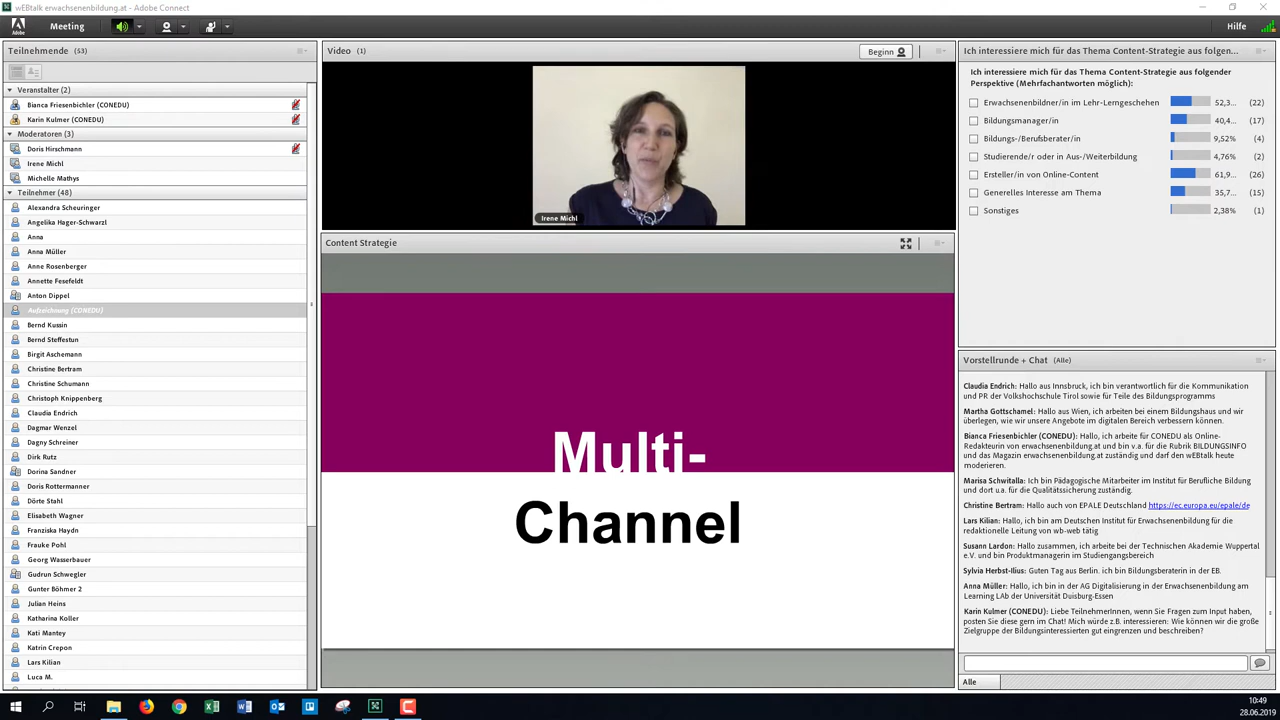 wEBtalk erwachsenenbildung.at - Adobe Connect
Meeting
Hilfe
Teilnehmende (53)
Veranstalter (2)
Bianca Friesenbichler (CONEDU)
Karin Kulmer (CONEDU)
Moderatoren (3)
Doris Hirschmann
Irene Michl
Michelle Mathys
Teilnehmer (48)
Alexandra Scheuringer
Angelika Hager-Schwarzl
Anna
Anna Müller
Anne Rosenberger
Annette Fesefeldt
Anton Dippel
Aufzeichnung (CONEDU)
Bernd Kussin
Bernd Steffestun
Birgit Aschemann
Christine Bertram
Christine Schumann
Christoph Knippenberg
Claudia Endrich
Dagmar Wenzel
Dagny Schreiner
Dirk Rutz
Dorina Sandner
Doris Rottermanner
Dörte Stahl
Elisabeth Wagner
Franziska Haydn
Frauke Pohl
Georg Wasserbauer
Gudrun Schwegler
Gunter Böhmer 2
Julian Heins
Katharina Koller
Kati Mantey
Katrin Crepon
Lars Kilian
Luca M.
Video (1)
Beginn
Irene Michl
Content Strategie
Multi-
Channel
Ich interessiere mich für das Thema Content-Strategie aus folgen...
Ich interessiere mich für das Thema Content-Strategie aus folgender
Perspektive (Mehrfachantworten möglich):
Erwachsenenbildner/in im Lehr-Lerngeschehen 52,3... (22)
Bildungsmanager/in 40,4... (17)
Bildungs-/Berufsberater/in 9,52% (4)
Studierende/r oder in Aus-/Weiterbildung 4,76% (2)
Ersteller/in von Online-Content 61,9... (26)
Generelles Interesse am Thema 35,7... (15)
Sonstiges 2,38% (1)
Vorstellrunde + Chat (Alle)
Claudia Endrich: Hallo aus Innsbruck, ich bin verantwortlich für die Kommunikation
und PR der Volkshochschule Tirol sowie für Teile des Bildungsprogramms
Martha Gottschamel: Hallo aus Wien, ich arbeiten bei einem Bildungshaus und wir
überlegen, wie wir unsere Angebote im digitalen Bereich verbessern können.
Bianca Friesenbichler (CONEDU): Hallo, ich arbeite für CONEDU als Online-
Redakteurin von erwachsenenbildung.at und bin v.a. für die Rubrik BILDUNGSINFO
und das Magazin erwachsenenbildung.at zuständig und darf den wEBtalk heute
moderieren.
Marisa Schwitalla: Ich bin Pädagogische Mitarbeiter im Institut für Berufliche Bildung
und dort u.a. für die Qualitätssicherung zuständig.
Christine Bertram: Hallo auch von EPALE Deutschland https://ec.europa.eu/epale/de
Lars Kilian: Hallo, ich bin am Deutschen Institut für Erwachsenenbildung für die
redaktionelle Leitung von wb-web tätig
Susann Lardon: Hallo zusammen, ich arbeite bei der Technischen Akademie Wuppertal
e.V. und bin Produktmanagerin im Studiengangsbereich
Sylvia Herbst-Ilius: Guten Tag aus Berlin. ich bin Bildungsberaterin in der EB.
Anna Müller: Hallo, ich bin in der AG Digitalisierung in der Erwachsenenbildung am
Learning LAb der Universität Duisburg-Essen
Karin Kulmer (CONEDU): Liebe TeilnehmerInnen, wenn Sie Fragen zum Input haben,
posten Sie diese gern im Chat! Mich würde z.B. interessieren: Wie können wir die große
Zielgruppe der Bildungsinteressierten gut eingrenzen und beschreiben?
Alle
10:49
28.06.2019